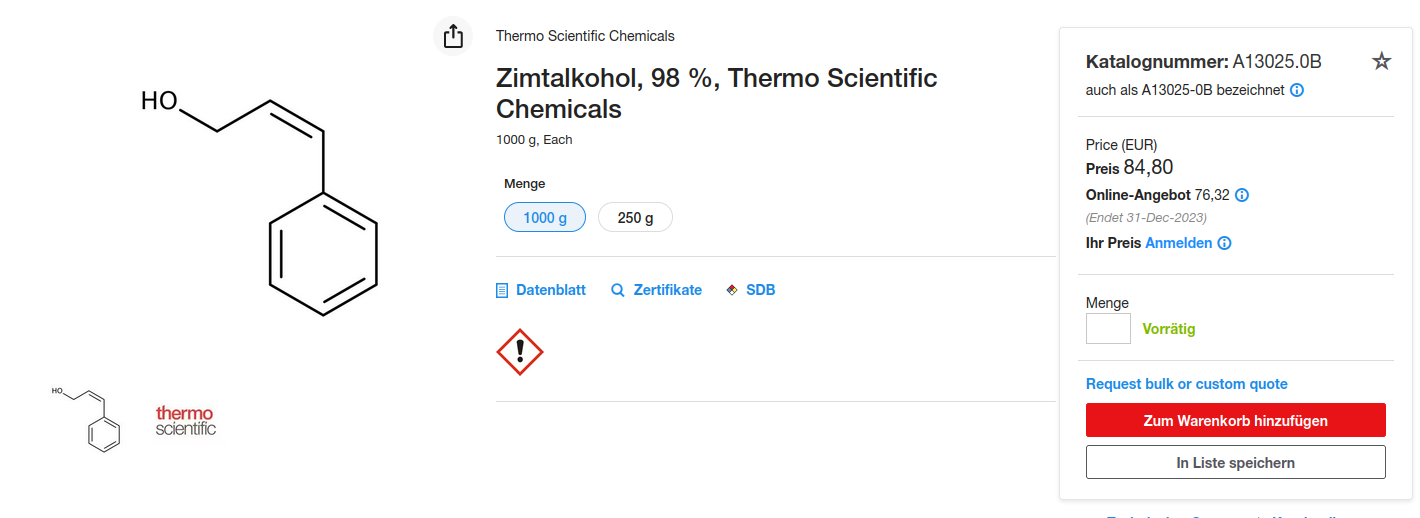 HO
HO
thermo
scientific
Thermo Scientific Chemicals
Zimtalkohol, 98 %, Thermo Scientific
Chemicals
1000 g, Each
Menge
1000 g
250 g
Datenblatt
Zertifikate
SDB
Katalognummer: A13025.0B
auch als A13025-0B bezeichnet
Price (EUR)
Preis 84,80
Online-Angebot 76,32
(Endet 31-Dec-2023)
Ihr Preis Anmelden
Menge
Vorrätig
Request bulk or custom quote
Zum Warenkorb hinzufügen
In Liste speichern